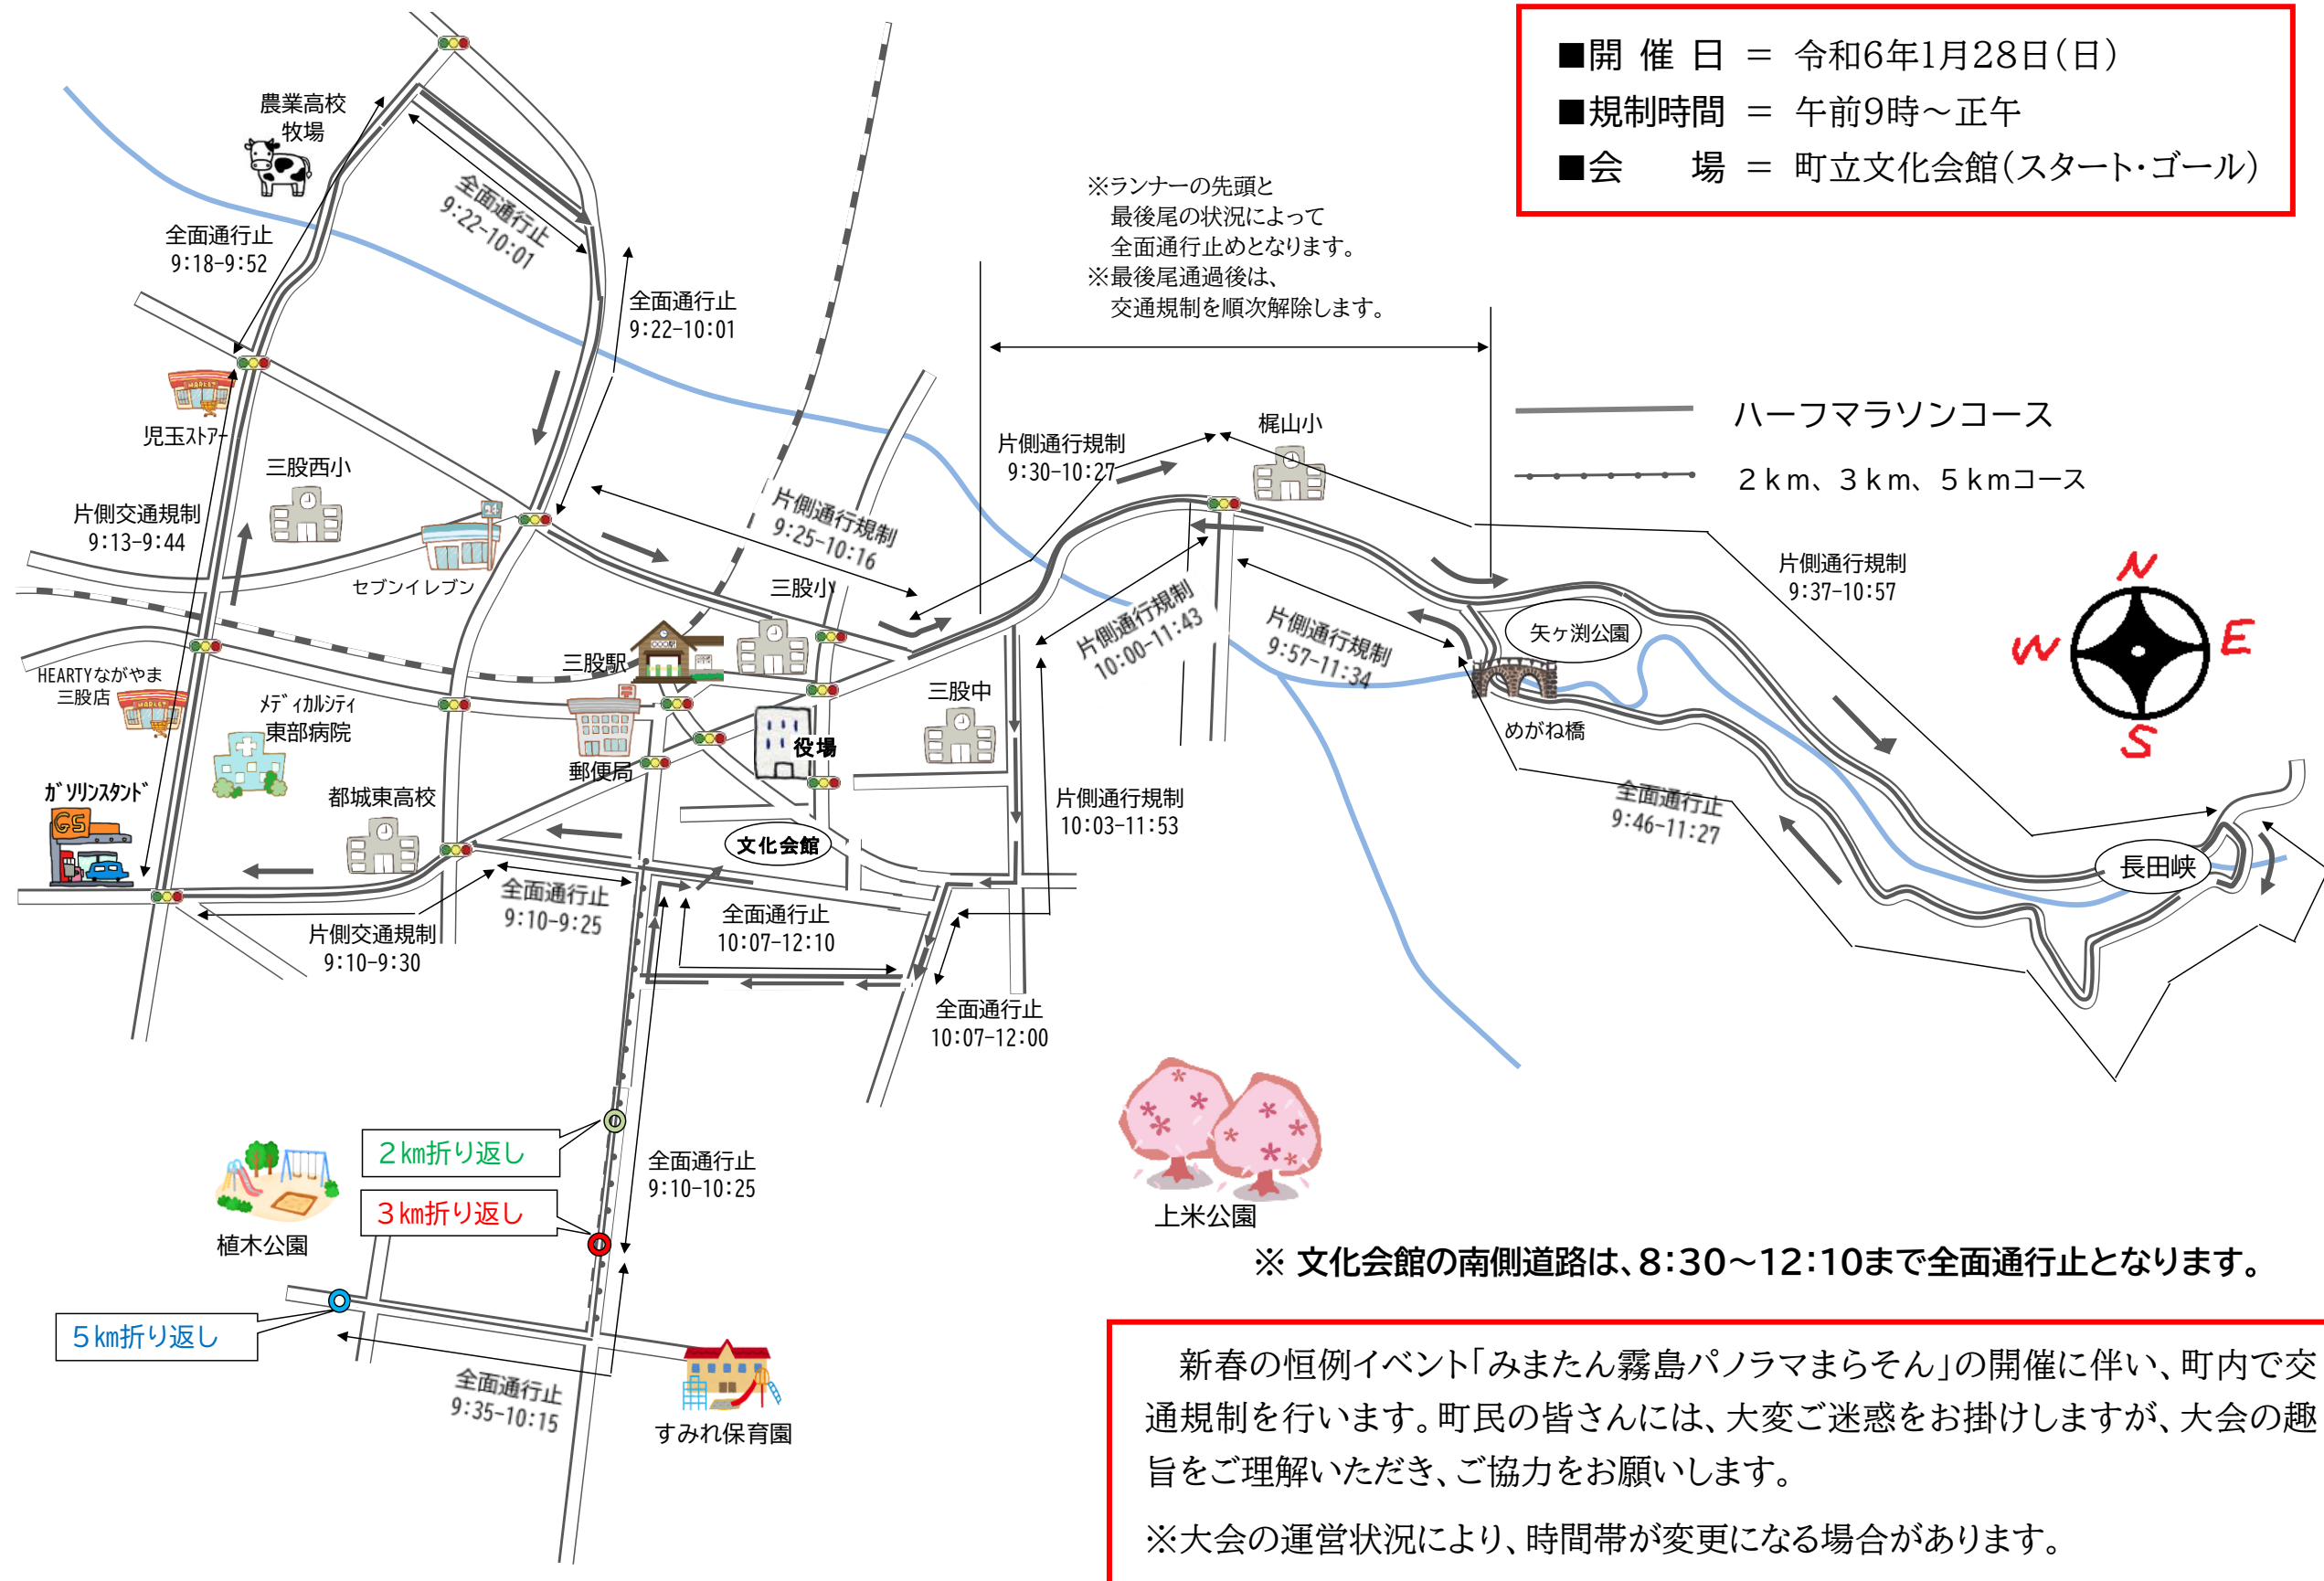 ■開 催 日 = 令和6年1月28日(日)
■規制時間 = 午前9時～正午
■会 場 = 町立文化会館(スタート・ゴール)
農業高校
牧場
全面通行止
9:22-10:01
全面通行止
9:18-9:52
全面通行止
9:22-10:01
※ランナーの先頭と
最後尾の状況によって
全面通行止めとなります。
※最後尾通過後は、
交通規制を順次解除します。
ハーフマラソンコース
2km、3km、5kmコース
MARKET
児玉ストアー
三股西小
片側交通規制
9:13-9:44
セブンイレブン
片側通行規制
9:25-10:16
片側通行規制
9:30-10:27
梶山小
三股小
片側通行規制
10:00-11:43
片側通行規制
9:57-11:34
矢ヶ渕公園
片側通行規制
9:37-10:57
N
W
E
S
HEARTYながやま
三股店
MARKET
メディカルシティ
東部病院
三股駅
郵便局
役場
三股中
めがね橋
ガソリンスタンド
GS
都城東高校
文化会館
片側通行規制
10:03-11:53
全面通行止
9:46-11:27
長田峡
全面通行止
9:10-9:25
片側交通規制
9:10-9:30
全面通行止
10:07-12:10
全面通行止
10:07-12:00
2km折り返し
3km折り返し
5km折り返し
植木公園
全面通行止
9:10-10:25
全面通行止
9:35-10:15
すみれ保育園
上米公園
※ 文化会館の南側道路は、8:30～12:10まで全面通行止となります。
新春の恒例イベント「みまたん霧島パノラマまらそん」の開催に伴い、町内で交
通規制を行います。町民の皆さんには、大変ご迷惑をお掛けしますが、大会の趣
旨をご理解いただき、ご協力をお願いします。
※大会の運営状況により、時間帯が変更になる場合があります。